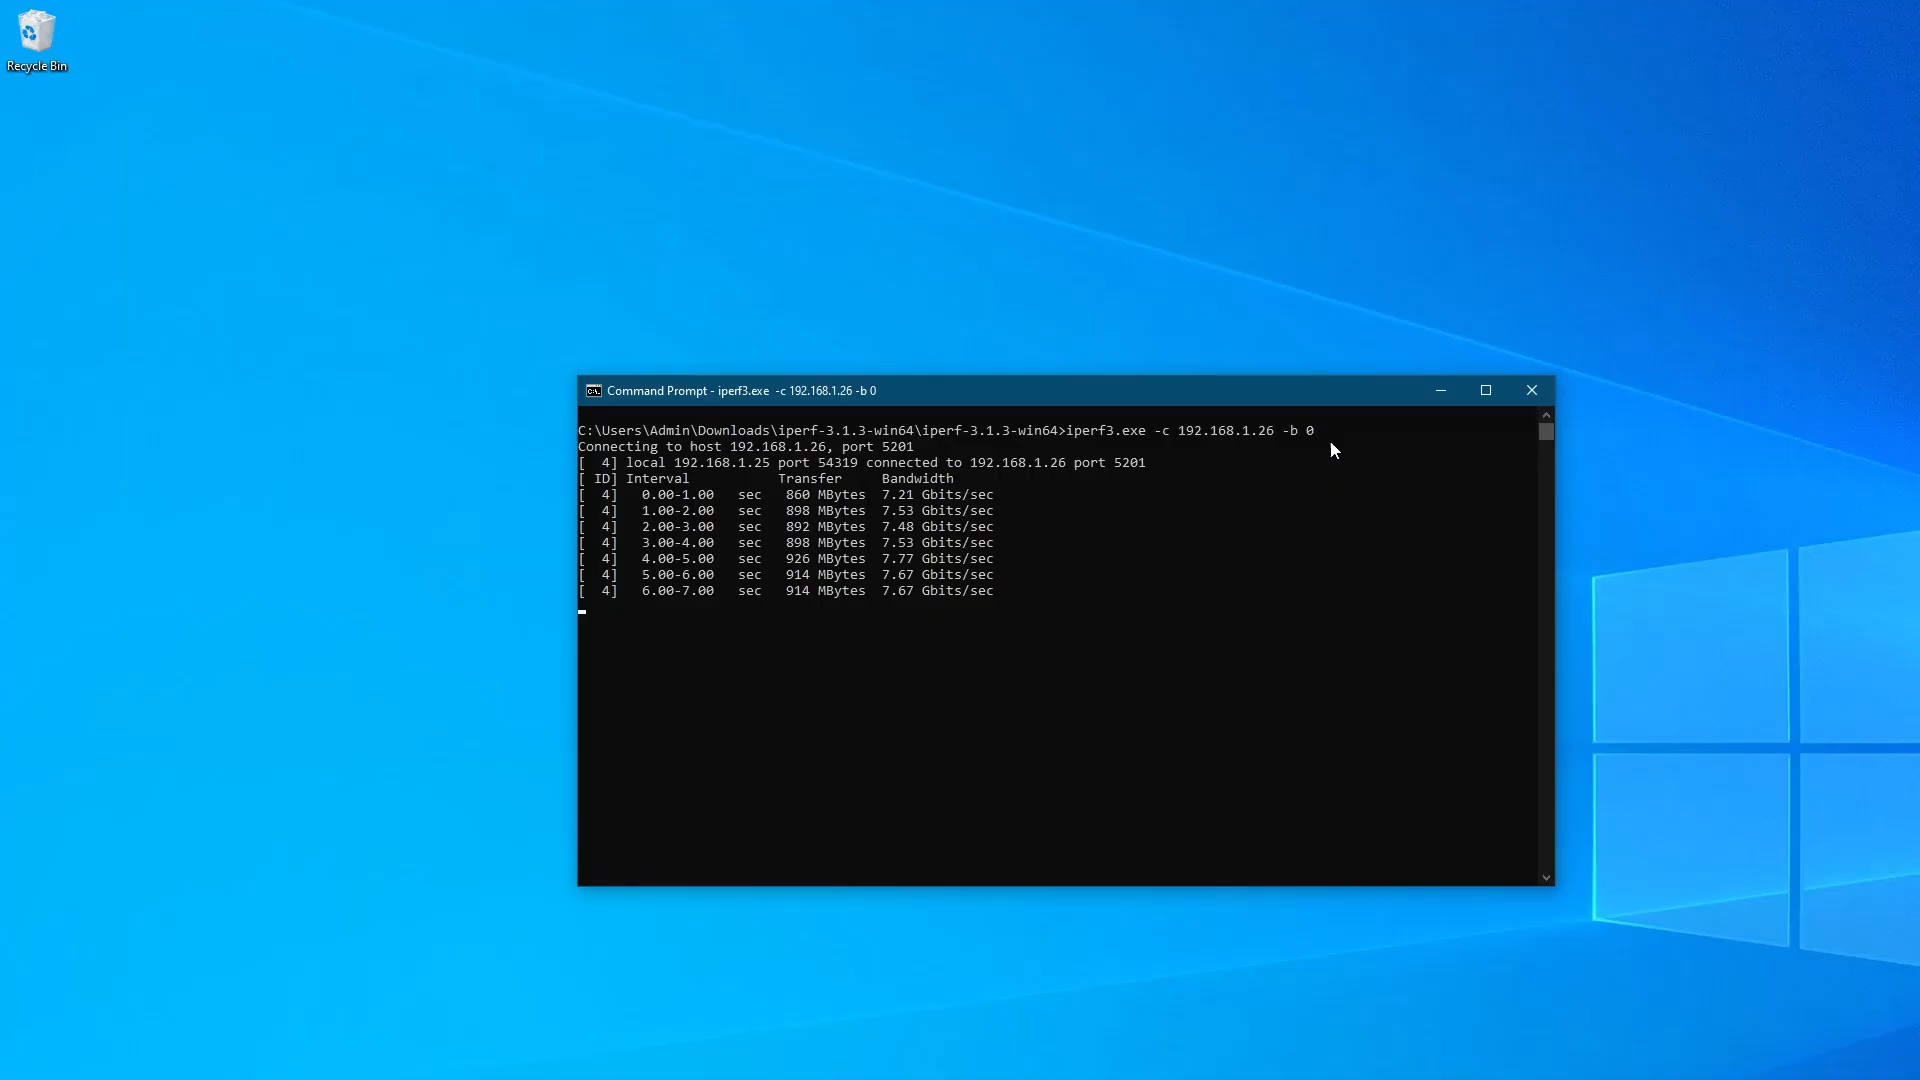 Recycle Bin
Command Prompt - iperf3.exe  -c 192.168.1.26 -b 0
C:\Users\Admin\Downloads\iperf-3.1.3-win64\iperf-3.1.3-win64>iperf3.exe -c 192.168.1.26 -b 0
Connecting to host 192.168.1.26, port 5201
[  4] local 192.168.1.25 port 54319 connected to 192.168.1.26 port 5201
[ ID] Interval           Transfer     Bandwidth
[  4]   0.00-1.00   sec   860 MBytes  7.21 Gbits/sec
[  4]   1.00-2.00   sec   898 MBytes  7.53 Gbits/sec
[  4]   2.00-3.00   sec   892 MBytes  7.48 Gbits/sec
[  4]   3.00-4.00   sec   898 MBytes  7.53 Gbits/sec
[  4]   4.00-5.00   sec   926 MBytes  7.77 Gbits/sec
[  4]   5.00-6.00   sec   914 MBytes  7.67 Gbits/sec
[  4]   6.00-7.00   sec   914 MBytes  7.67 Gbits/sec